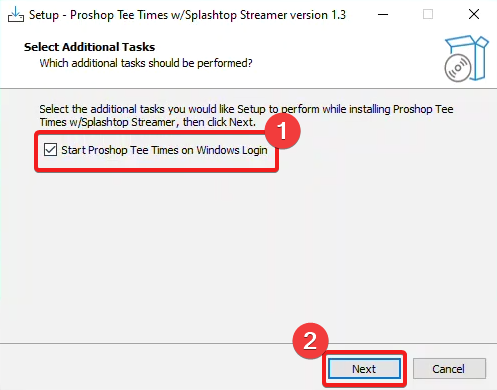 Setup - Proshop Tee Times w/Splashtop Streamer version 1.3
Select Additional Tasks
Which additional tasks should be performed?
Select the additional tasks you would like Setup to perform while installing Proshop Tee
Times w/Splashtop Streamer, then click Next.
1
Start Proshop Tee Times on Windows Login
2
Next
Cancel